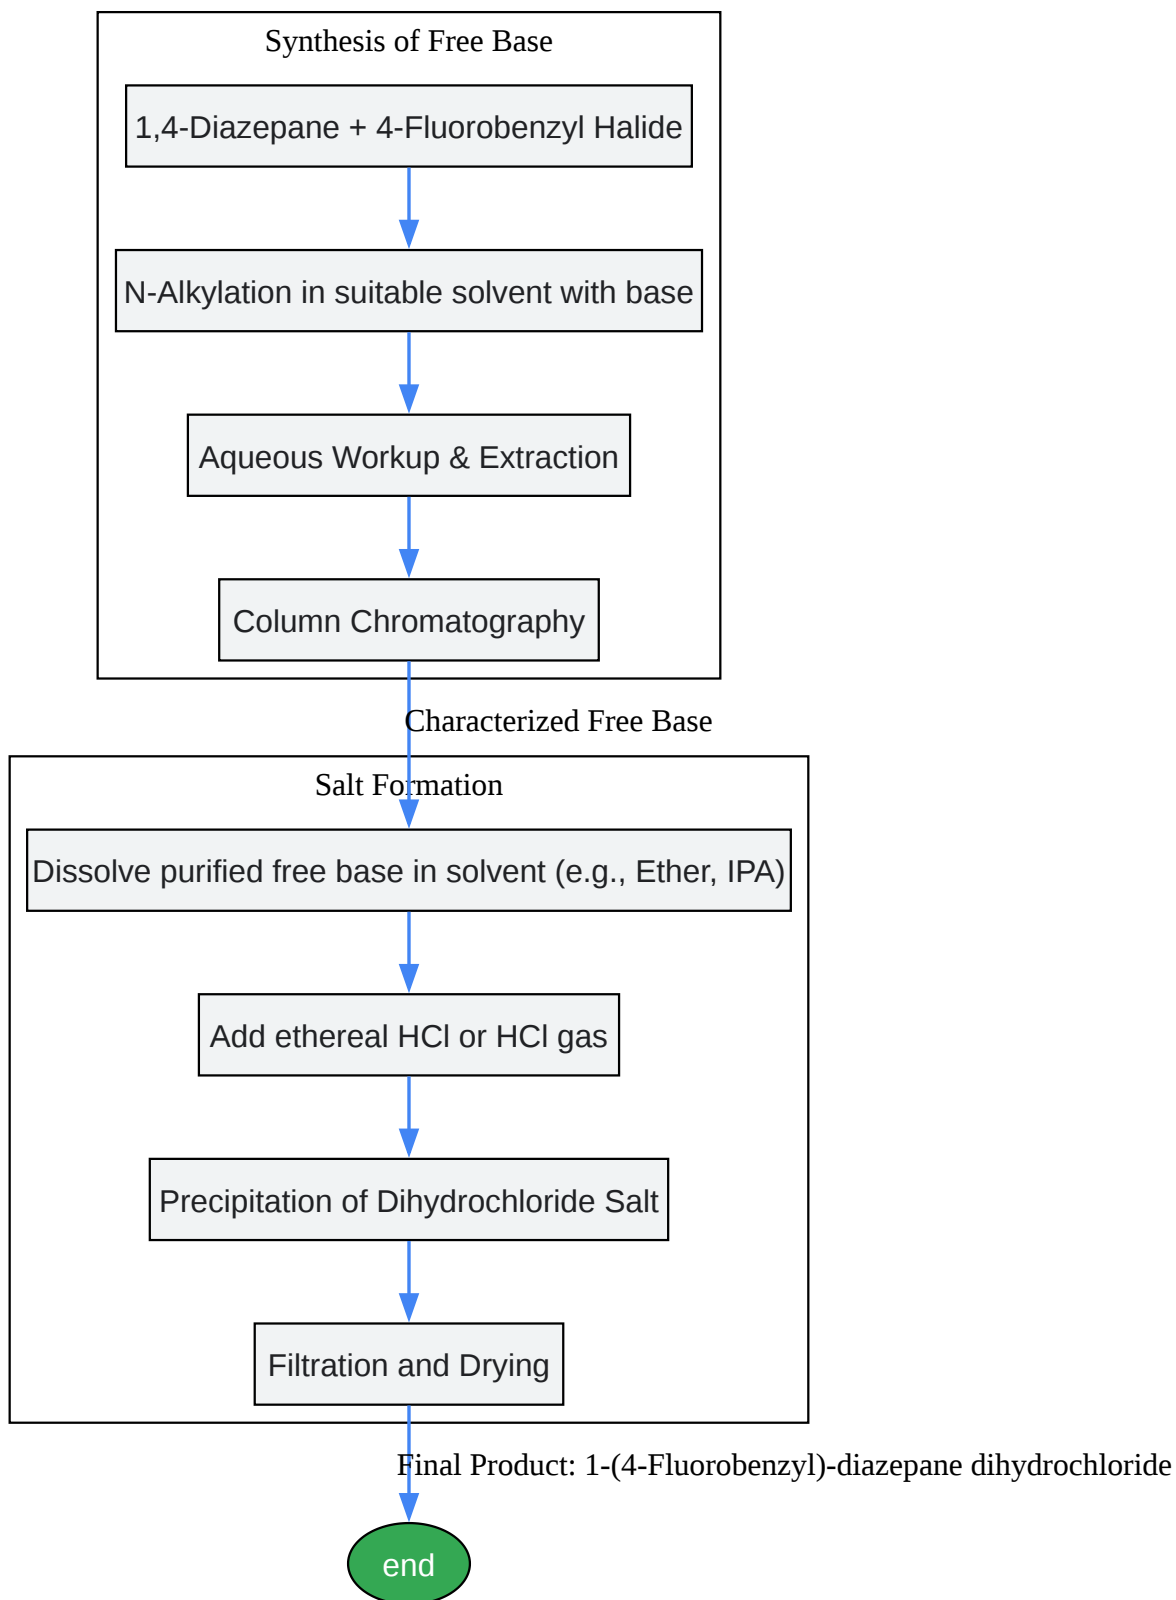 Synthesis of Free Base
1,4-Diazepane + 4-Fluorobenzyl Halide
N-Alkylation in suitable solvent with base
Aqueous Workup & Extraction
Column Chromatography
Characterized Free Base
Salt Formation
Dissolve purified free base in solvent (e.g., Ether, IPA)
Add ethereal HCl or HCl gas
Precipitation of Dihydrochloride Salt
Filtration and Drying
Final Product: 1-(4-Fluorobenzyl)-diazepane dihydrochloride
end